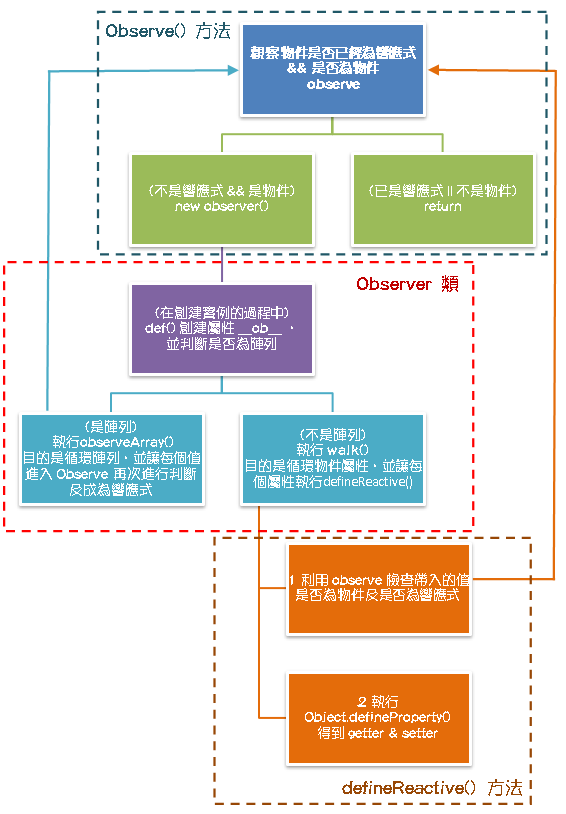 Observe() 方法
觀察物件是否已經為響應式
&& 是否為物件
observe
(不是響應式 && 是物件)
new observer()
(已是響應式 || 不是物件)
return
Observer 類
(在創建實例的過程中)
def() 創建屬性 __ob__ ，
並判斷是否為陣列
(是陣列)
執行observeArray()
目的是循環陣列、並讓每個值
進入 Observe 再次進行判斷
及成為響應式
(不是陣列)
執行 walk()
目的是循環物件屬性、並讓每
個屬性執行defineReactive()
1 利用 observe 檢查帶入的值
是否為物件及是否為響應式
2 執行
Object.defineProperty()
得到 getter & setter
defineReactive() 方法